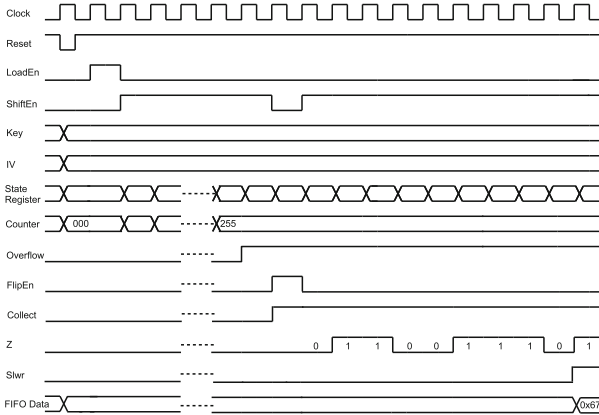 Clock
Reset
LoadEn
ShiftEn
Key
IV
State
Register
Counter 000 255
Overflow
FlipEn
Collect
Z 0 1 1 0 0 1 1 1 0 1
Slwr
FIFO Data 0x67